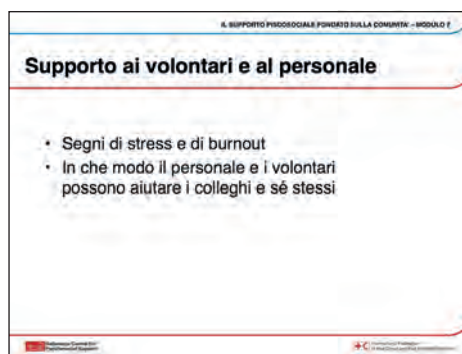 IL SUPPORTO PISCOSOCIALE FONDATO SULLA COMUNITA' – MODULO 7
Supporto ai volontari e al personale
• Segni di stress e di burnout
• In che modo il personale e i volontari
possono aiutare i colleghi e sé stessi